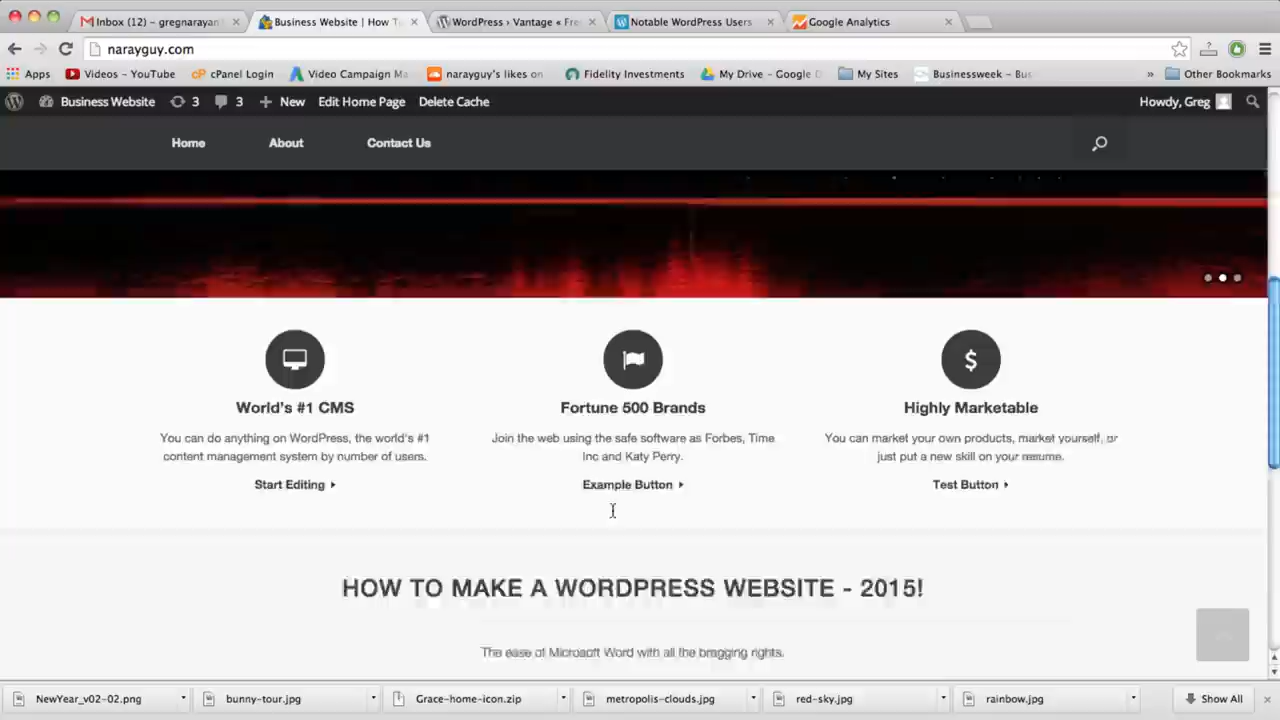 Inbox (12) – gregnarayan
Business Website | How T
WordPress › Vantage « Fre
Notable WordPress Users
Google Analytics
narayguy.com
Apps
Videos - YouTube
cPanel Login
Video Campaign Ma
narayguy's likes on
Fidelity Investments
My Drive - Google D
My Sites
Businessweek - Bus
» Other Bookmarks
Business Website
3
3
New
Edit Home Page
Delete Cache
Howdy, Greg
Home
About
Contact Us
World's #1 CMS
You can do anything on WordPress, the world's #1
content management system by number of users.
Start Editing
Fortune 500 Brands
Join the web using the safe software as Forbes, Time
Inc and Katy Perry.
Example Button
Highly Marketable
You can market your own products, market yourself, or
just put a new skill on your resume.
Test Button
HOW TO MAKE A WORDPRESS WEBSITE - 2015!
The ease of Microsoft Word with all the bragging rights.
NewYear_v02-02.png
bunny-tour.jpg
Grace-home-icon.zip
metropolis-clouds.jpg
red-sky.jpg
rainbow.jpg
Show All